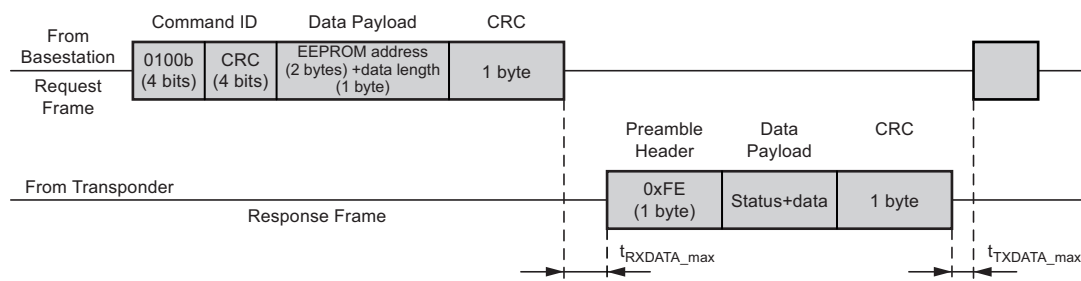 Command ID Data Payload CRC
From
Basestation
0100b
(4 bits)
CRC
(4 bits)
EEPROM address
(2 bytes) +data length
(1 byte)
1 byte
Request
Frame
Preamble
Header
Data
Payload
CRC
From Transponder
0xFE
(1 byte)
Status+data
1 byte
Response Frame
tRXDATA_max
tTXDATA_max